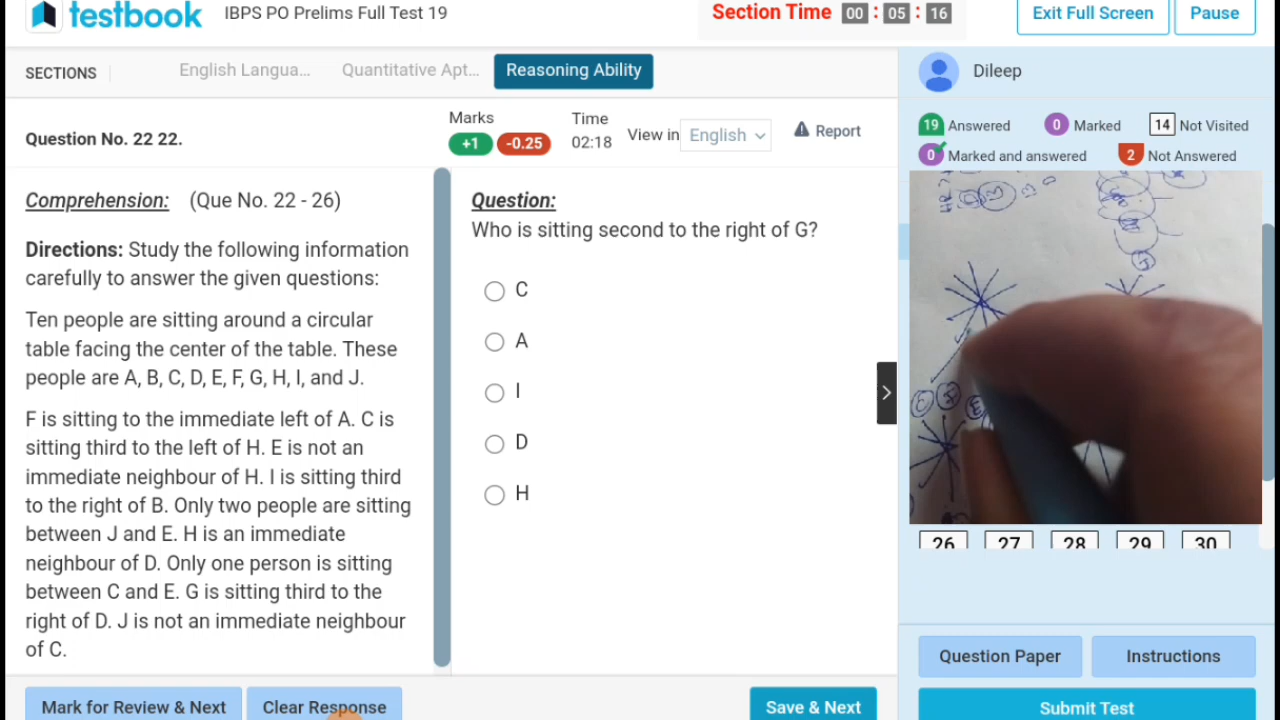 testbook
IBPS PO Prelims Full Test 19
Section Time 00 : 05 : 16
Exit Full Screen
Pause
SECTIONS
English Langua...
Quantitative Apt...
Reasoning Ability
Dileep
Question No. 22 22.
Marks
+1 -0.25
Time
02:18
View in English
Report
19 Answered
0 Marked
14 Not Visited
0 Marked and answered
2 Not Answered
Comprehension: (Que No. 22 - 26)
Directions: Study the following information
carefully to answer the given questions:
Ten people are sitting around a circular
table facing the center of the table. These
people are A, B, C, D, E, F, G, H, I, and J.
F is sitting to the immediate left of A. C is
sitting third to the left of H. E is not an
immediate neighbour of H. I is sitting third
to the right of B. Only two people are sitting
between J and E. H is an immediate
neighbour of D. Only one person is sitting
between C and E. G is sitting third to the
right of D. J is not an immediate neighbour
of C.
Question:
Who is sitting second to the right of G?
C
A
I
D
H
26 27 28 29 30
Question Paper
Instructions
Mark for Review & Next
Clear Response
Save & Next
Submit Test